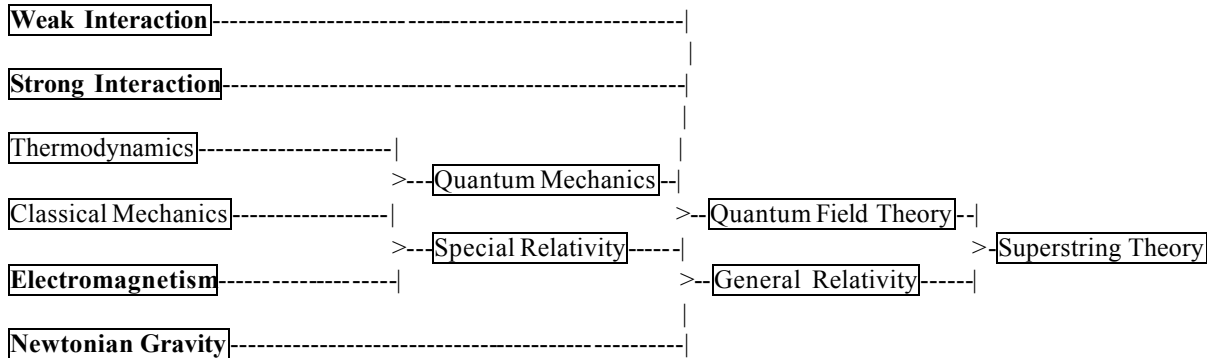 Weak Interaction
Strong Interaction
Thermodynamics
Quantum Mechanics
Classical Mechanics
Quantum Field Theory
Special Relativity
Superstring Theory
Electromagnetism
General Relativity
Newtonian Gravity